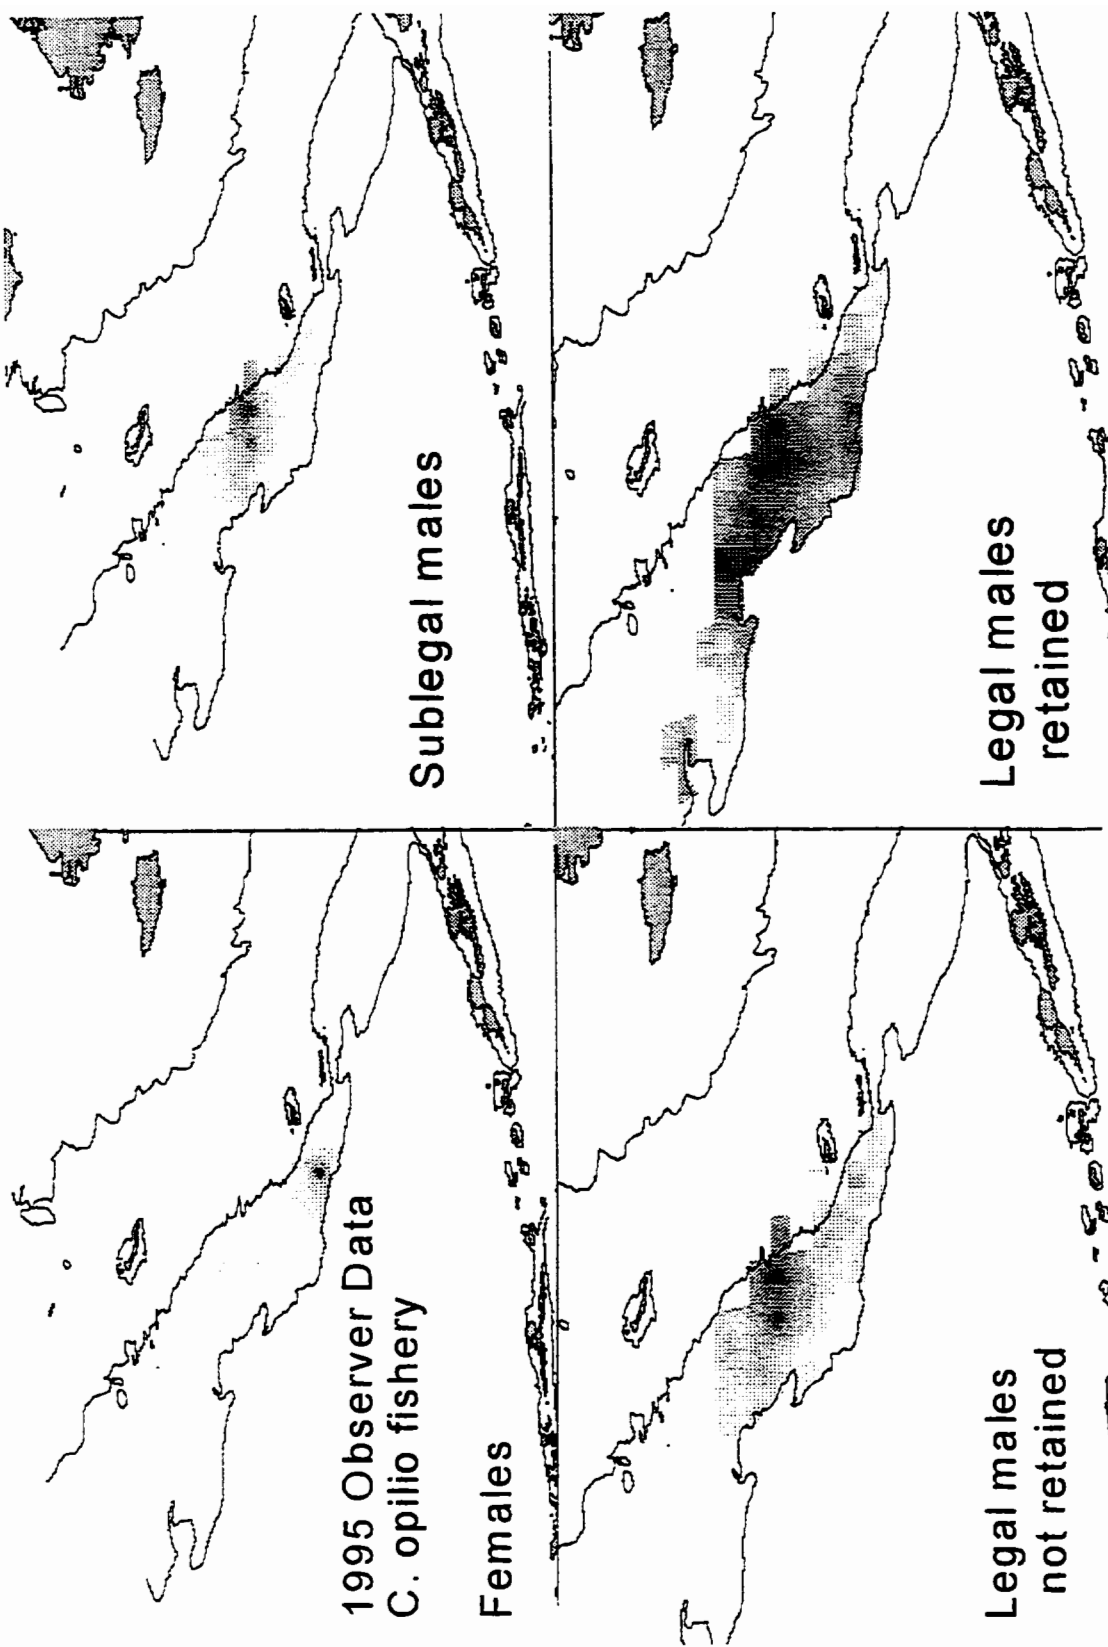 1995 Observer Data
C. opilio fishery
Females
Sublegal males
Legal males
not retained
Legal males
retained